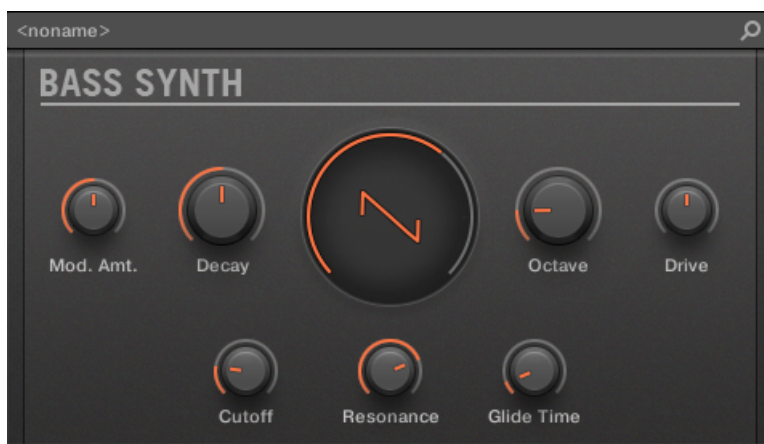 <noname>
BASS SYNTH
Mod. Amt. Decay Octave Drive
Cutoff Resonance Glide Time